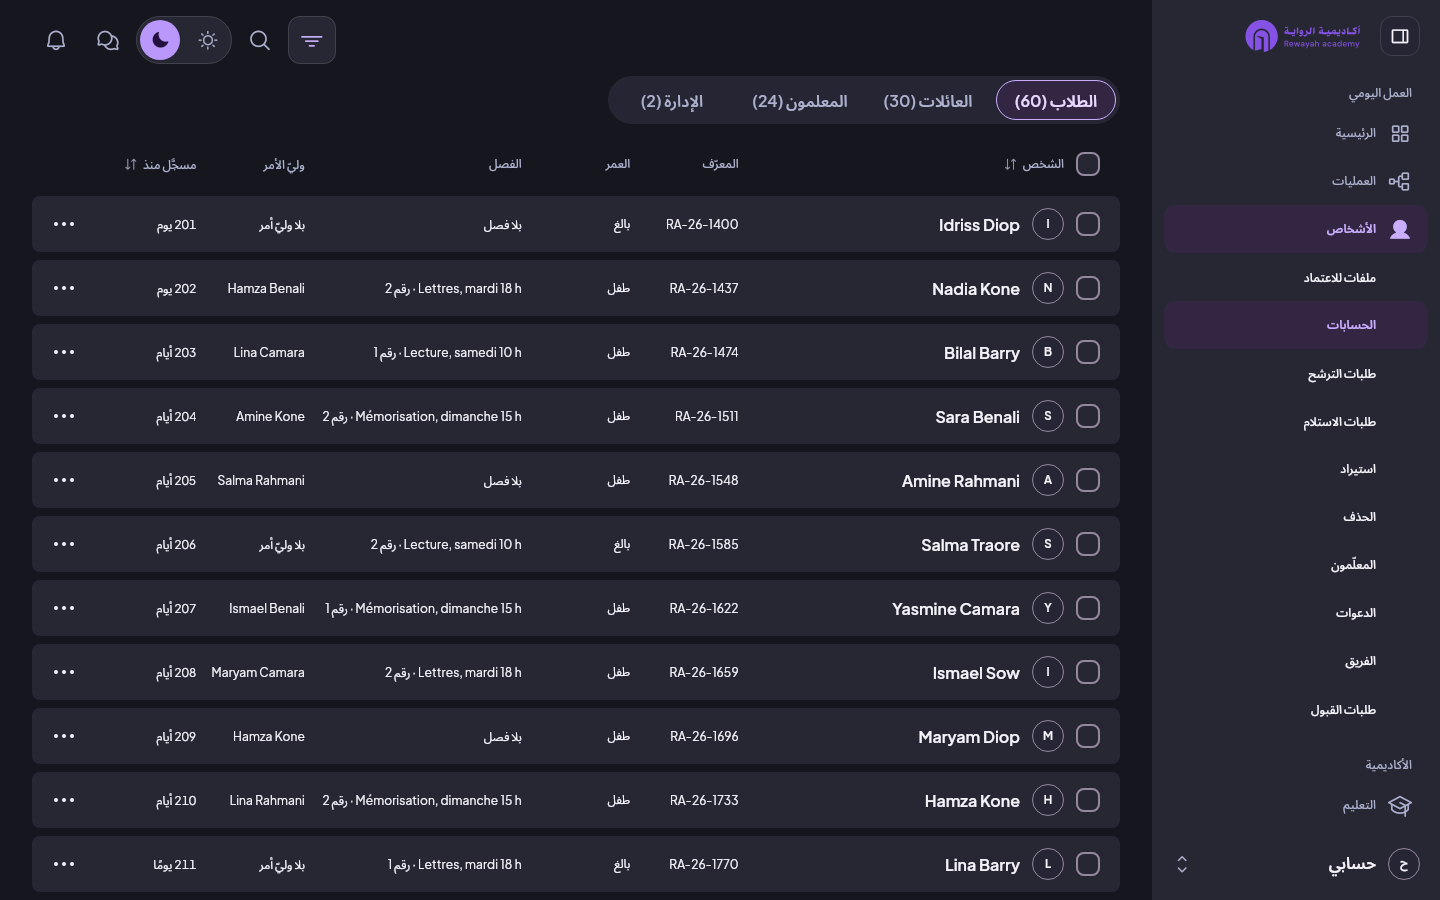 أكاديمية الرواية
Rewayah academy
العمل اليومي
الرئيسية
العمليات
الأشخاص
ملفات للاعتماد
الحسابات
طلبات الترشح
طلبات الاستلام
استيراد
الحذف
المعلّمون
الدعوات
الفريق
طلبات القبول
الأكاديمية
التعليم
ح حسابي
الطلاب (60) العائلات (30) المعلمون (24) الإدارة (2)
الشخص المعرّف العمر الفصل وليّ الأمر مسجَّل منذ
I Idriss Diop RA-26-1400 بالغ بلا فصل بلا وليّ أمر 201 يوم
N Nadia Kone RA-26-1437 طفل Lettres, mardi 18 h · رقم 2 Hamza Benali 202 يوم
B Bilal Barry RA-26-1474 طفل Lecture, samedi 10 h · رقم 1 Lina Camara 203 أيام
S Sara Benali RA-26-1511 طفل Mémorisation, dimanche 15 h · رقم 2 Amine Kone 204 أيام
A Amine Rahmani RA-26-1548 طفل بلا فصل Salma Rahmani 205 أيام
S Salma Traore RA-26-1585 بالغ Lecture, samedi 10 h · رقم 2 بلا وليّ أمر 206 أيام
Y Yasmine Camara RA-26-1622 طفل Mémorisation, dimanche 15 h · رقم 1 Ismael Benali 207 أيام
I Ismael Sow RA-26-1659 طفل Lettres, mardi 18 h · رقم 2 Maryam Camara 208 أيام
M Maryam Diop RA-26-1696 طفل بلا فصل Hamza Kone 209 أيام
H Hamza Kone RA-26-1733 طفل Mémorisation, dimanche 15 h · رقم 2 Lina Rahmani 210 أيام
L Lina Barry RA-26-1770 بالغ Lettres, mardi 18 h · رقم 1 بلا وليّ أمر 211 يومًا